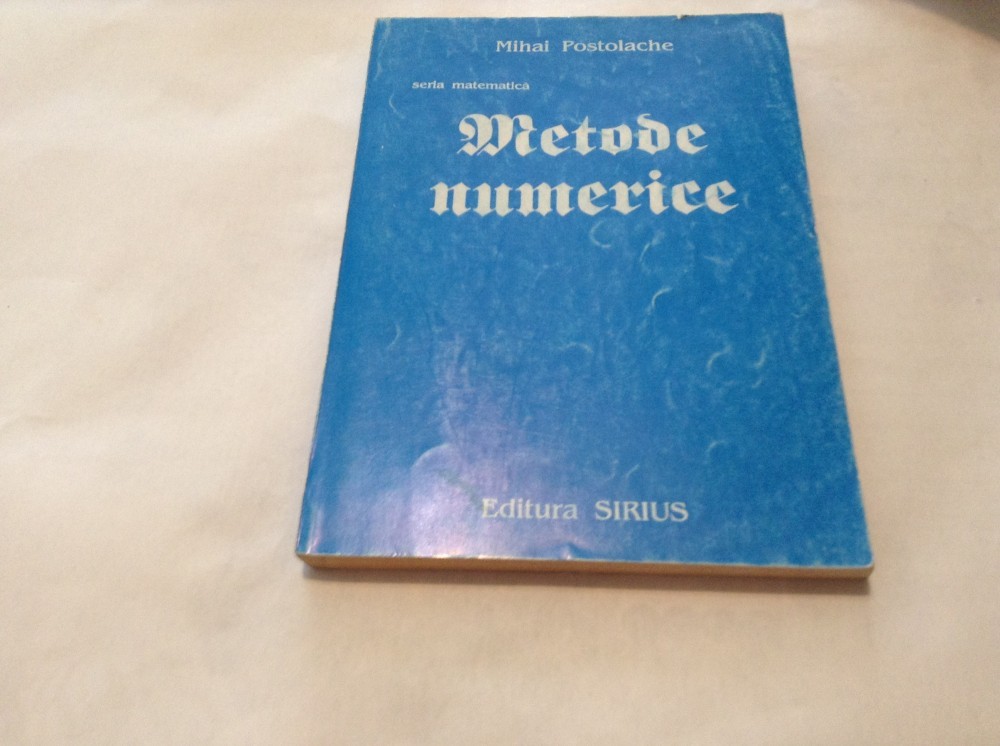 Mihai Postolache
seria matematică
Metode
numerice
Editura SIRIUS